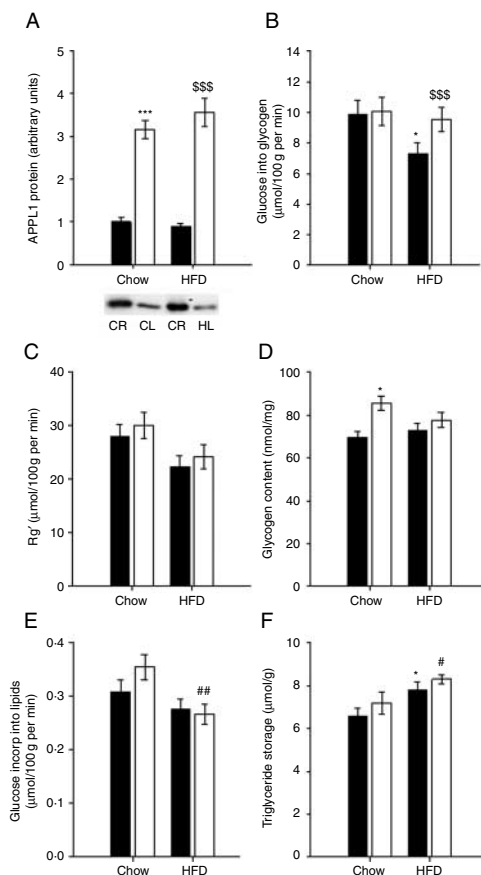 A
APPL1 protein (arbitrary units)
5
4
3
2
1
0
***
$$$
Chow HFD
CR CL CR HL
B
Glucose into glycogen
(µmol/100g per min)
14
12
10
8
6
4
2
0
*
$$$
Chow HFD
C
Rg′ (µmol/100g per min)
40
30
20
10
0
Chow HFD
D
Glycogen content (nmol/mg)
100
80
60
40
20
0
*
Chow HFD
E
Glucose incorp into lipids
(µmol/100g per min)
0·4
0·3
0·2
0·1
0·0
##
Chow HFD
F
Triglyceride storage (µmol/g)
10
8
6
4
2
0
*
#
Chow HFD